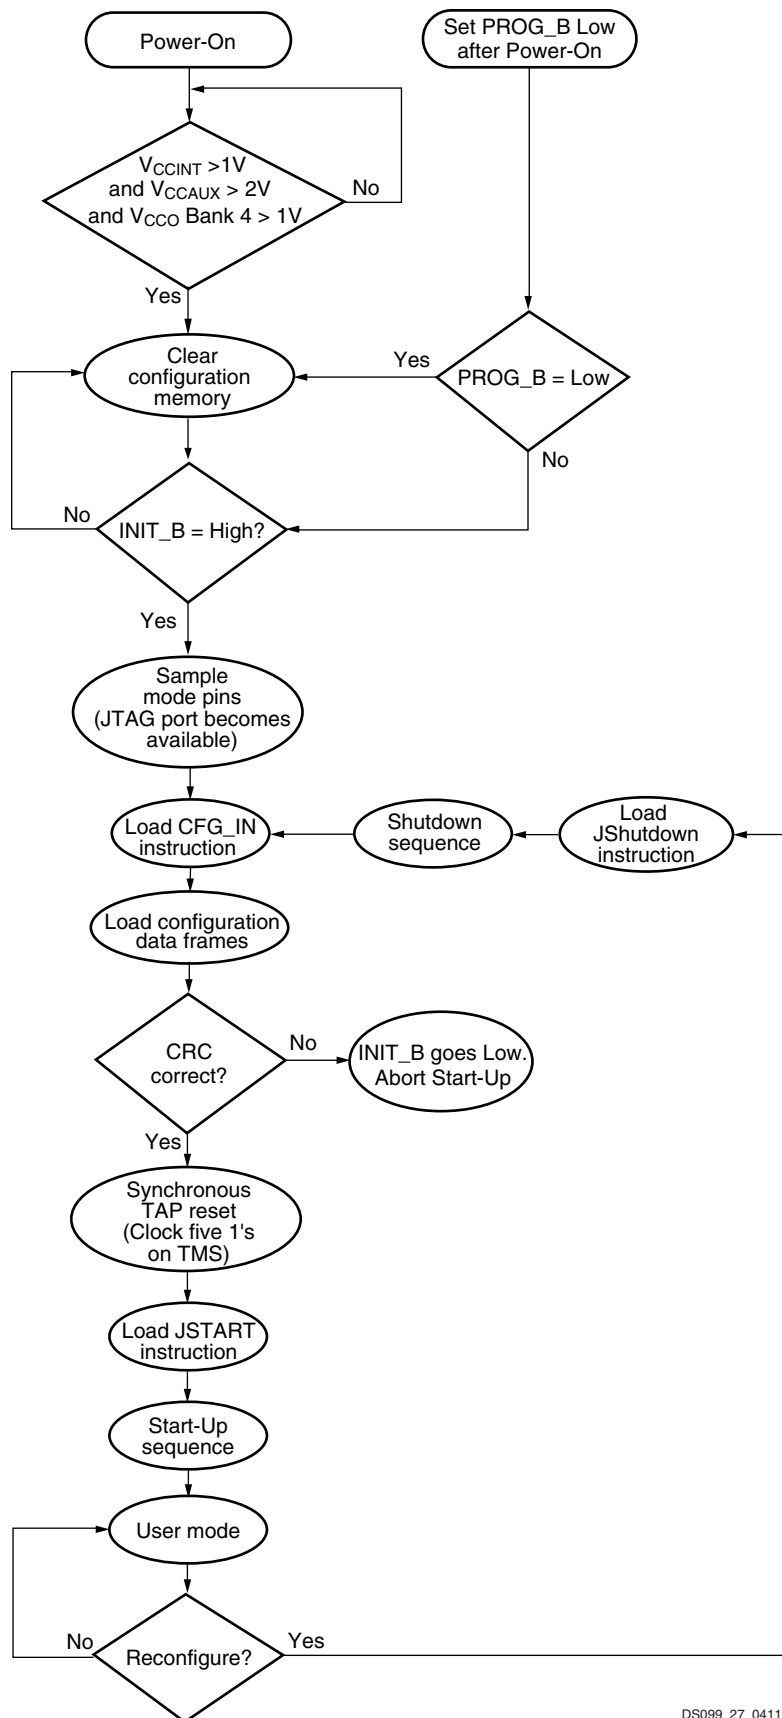 Power-On
Set PROG_B Low
after Power-On
VCCINT >1V
and VCCAUX > 2V
and VCCO Bank 4 > 1V
No
Yes
Clear
configuration
memory
Yes
PROG_B = Low
No
INIT_B = High?
No
Yes
Sample
mode pins
(JTAG port becomes
available)
Load CFG_IN
instruction
Shutdown
sequence
Load
JShutdown
instruction
Load configuration
data frames
CRC
correct?
No
INIT_B goes Low.
Abort Start-Up
Yes
Synchronous
TAP reset
(Clock five 1's
on TMS)
Load JSTART
instruction
Start-Up
sequence
User mode
No
Reconfigure?
Yes
DS099_27_0411